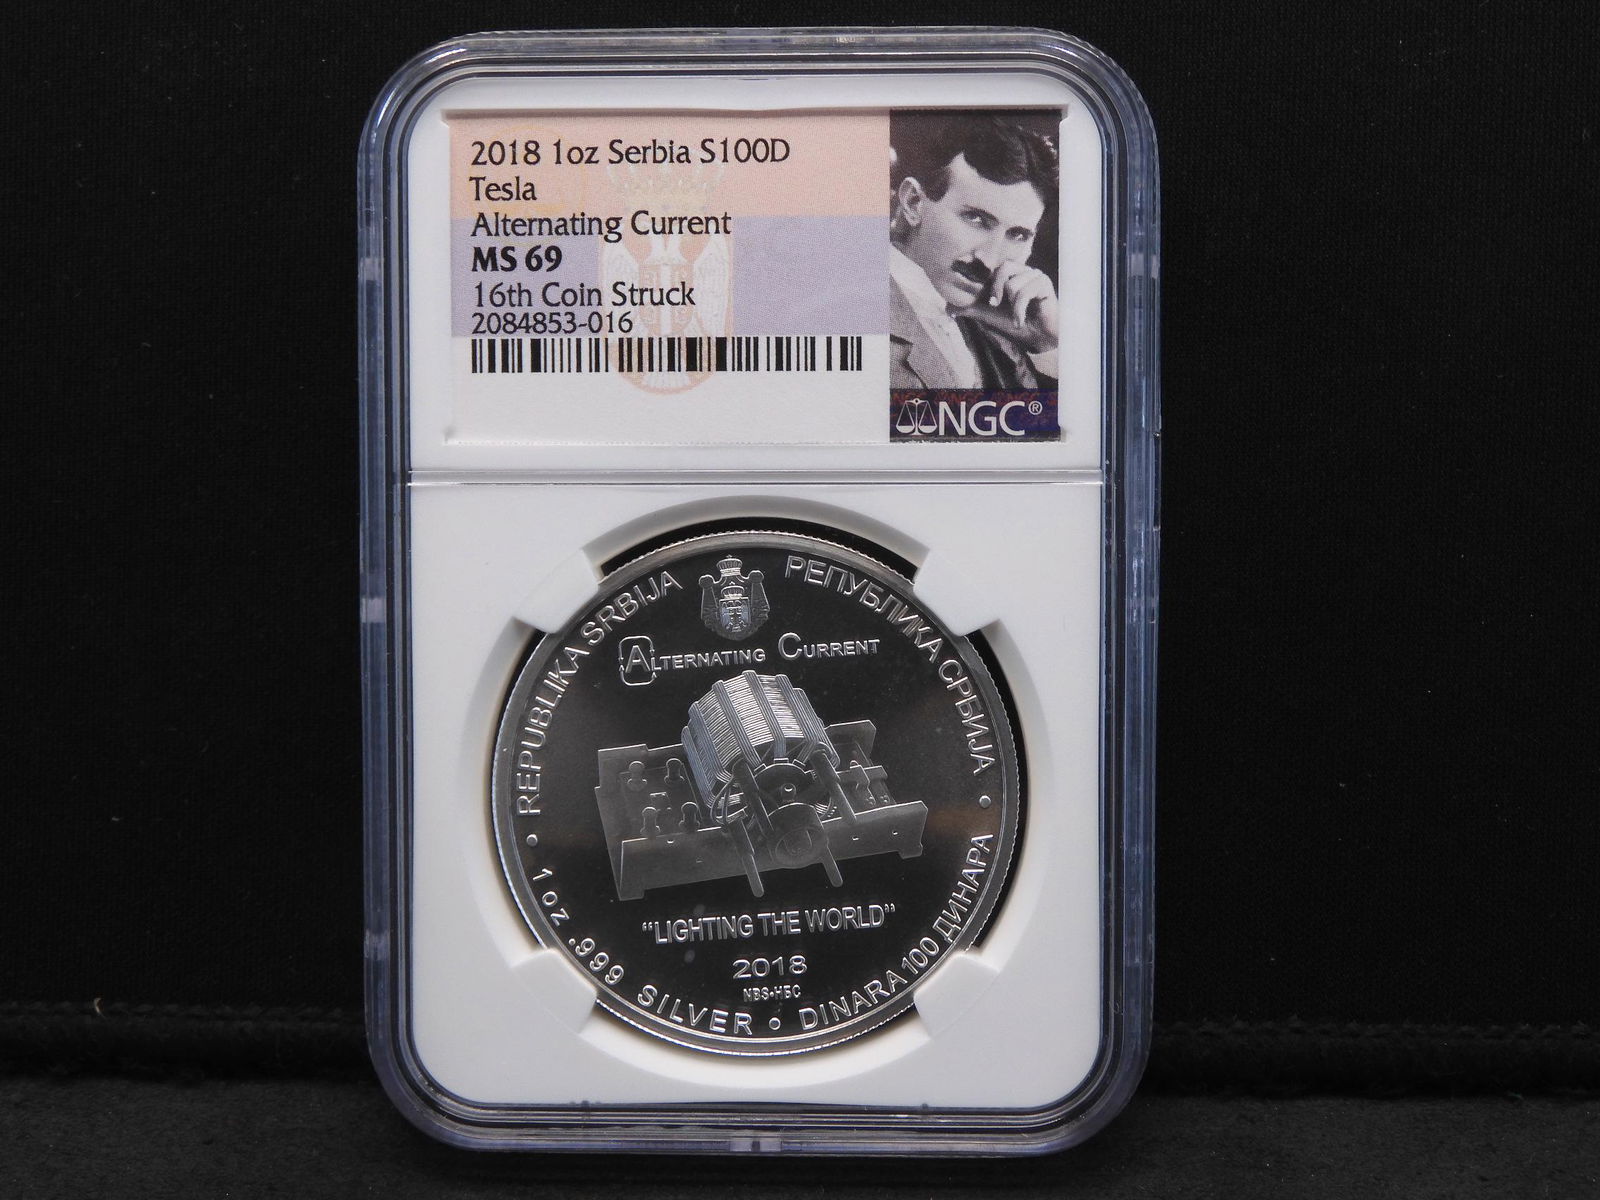 2018 1oz Serbia S100D
Tesla
Alternating Current
MS 69
16th Coin Struck
2084853-016
NGC®
REPUBLIKA SRBIJA
РЕПУБЛИКА СРБИЈА
ALTERNATING CURRENT
"LIGHTING THE WORLD"
2018
NBS·НБС
• 1 oz .999 SILVER • DINARA 100 ДИНАРА •